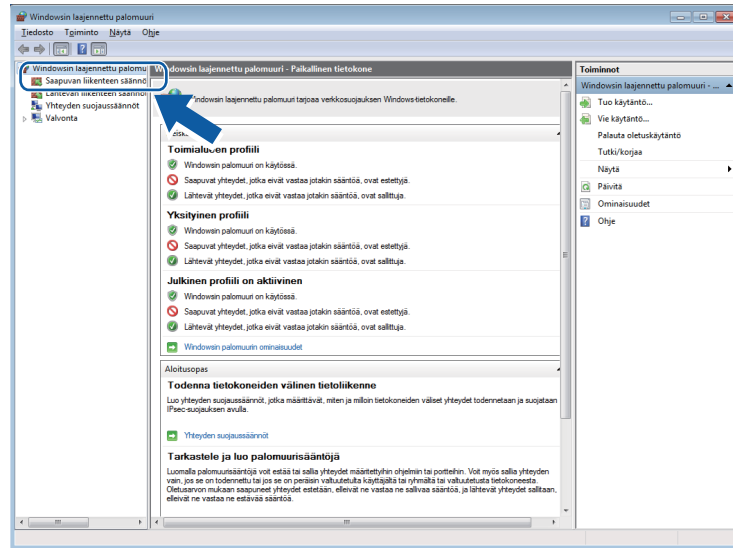 Windowsin laajennettu palomuuri
Tiedosto Toiminto Näytä Ohje
Windowsin laajennettu palomu
Saapuvan liikenteen säännö
Lähtevän liikenteen säännöt
Yhteyden suojaussäännöt
Valvonta
Windowsin laajennettu palomuuri - Paikallinen tietokone
Windowsin laajennettu palomuuri tarjoaa verkkosuojauksen Windows-tietokoneille.
Toimialueen profiili
Windowsin palomuuri on käytössä.
Saapuvat yhteydet, jotka eivät vastaa jotakin sääntöä, ovat estettyjä.
Lähtevät yhteydet, jotka eivät vastaa jotakin sääntöä, ovat sallittuja.
Yksityinen profiili
Windowsin palomuuri on käytössä.
Saapuvat yhteydet, jotka eivät vastaa jotakin sääntöä, ovat estettyjä.
Lähtevät yhteydet, jotka eivät vastaa jotakin sääntöä, ovat sallittuja.
Julkinen profiili on aktiivinen
Windowsin palomuuri on käytössä.
Saapuvat yhteydet, jotka eivät vastaa jotakin sääntöä, ovat estettyjä.
Lähtevät yhteydet, jotka eivät vastaa jotakin sääntöä, ovat sallittuja.
Windowsin palomuurin ominaisuudet
Aloitusopas
Todenna tietokoneiden välinen tietoliikenne
Luo yhteyden suojaussäännöt, jotka määrittävät, miten ja milloin tietokoneiden väliset yhteydet todennetaan ja suojataan
IPsec-suojauksen avulla.
Yhteyden suojaussäännöt
Tarkastele ja luo palomuurisääntöjä
Luomalla palomuurisääntöjä voit estää tai sallia yhteydet määritettyihin ohjelmiin tai portteihin. Voit myös sallia yhteyden
vain, jos se on todennettu tai jos se on peräisin valtuutetulta käyttäjältä tai ryhmältä tai valtuutetusta tietokoneesta.
Oletusarvon mukaan saapuneet yhteydet estetään, elleivät ne vastaa ne sallivaa sääntöä, ja lähtevät yhteydet sallitaan,
elleivät ne vastaa ne estävää sääntöä.
Toiminnot
Windowsin laajennettu palomuuri - ...
Tuo käytäntö...
Vie käytäntö...
Palauta oletuskäytäntö
Tutki/korjaa
Näytä
Päivitä
Ominaisuudet
Ohje